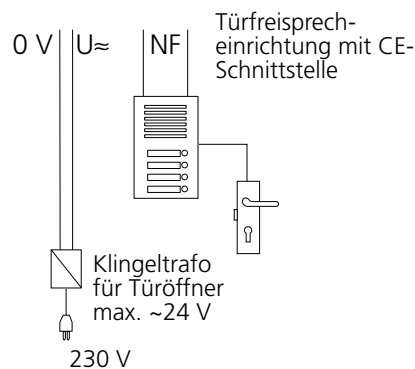 0 V U≈ NF
Türfreisprech-
einrichtung mit CE-
Schnittstelle
Klingeltrafo
für Türöffner
max. ~24 V
230 V